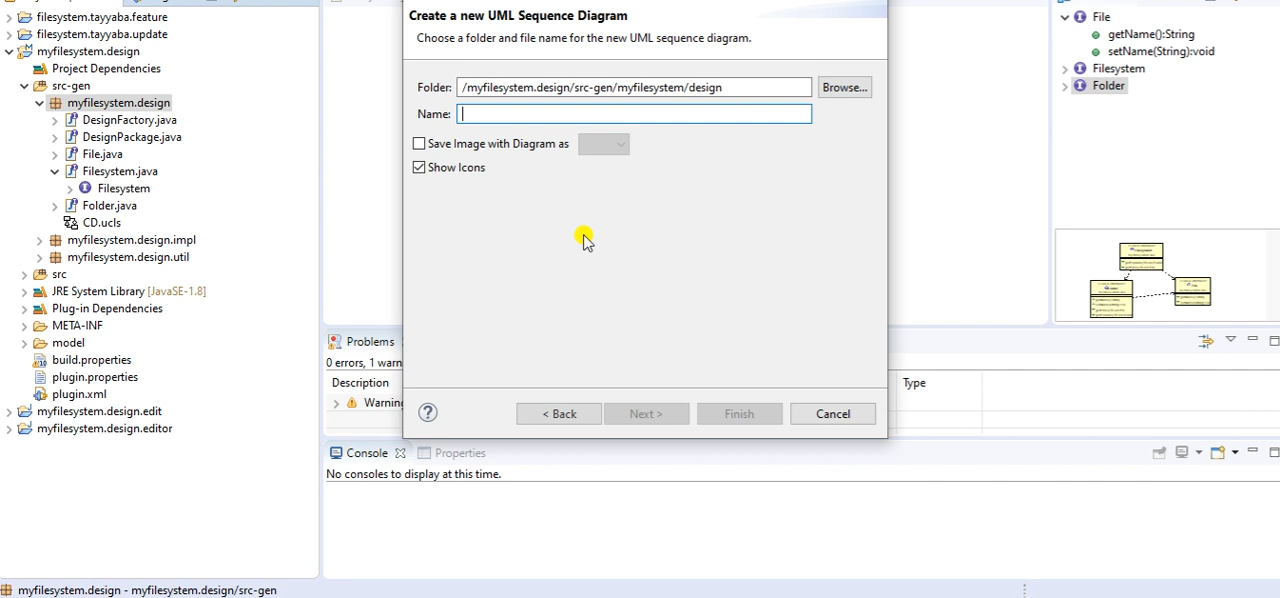 filesystem.tayyaba.feature
filesystem.tayyaba.update
myfilesystem.design
Project Dependencies
src-gen
myfilesystem.design
DesignFactory.java
DesignPackage.java
File.java
Filesystem.java
Filesystem
Folder.java
CD.ucls
myfilesystem.design.impl
myfilesystem.design.util
src
JRE System Library [JavaSE-1.8]
Plug-in Dependencies
META-INF
model
build.properties
plugin.properties
plugin.xml
myfilesystem.design.edit
myfilesystem.design.editor
Create a new UML Sequence Diagram
Choose a folder and file name for the new UML sequence diagram.
Folder: /myfilesystem.design/src-gen/myfilesystem/design Browse...
Name:
Save Image with Diagram as
Show Icons
< Back Next > Finish Cancel
File
getName():String
setName(String):void
Filesystem
Folder
Problems
0 errors, 1 warn
Description Type
Warning
Console Properties
No consoles to display at this time.
myfilesystem.design - myfilesystem.design/src-gen